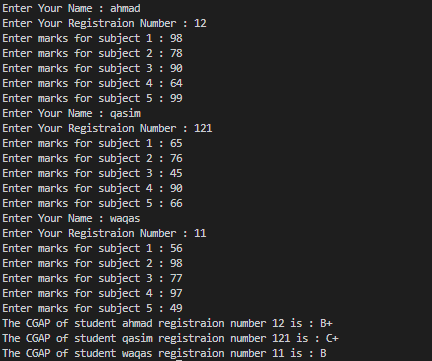 Enter Your Name : ahmad
Enter Your Registraion Number : 12
Enter marks for subject 1 : 98
Enter marks for subject 2 : 78
Enter marks for subject 3 : 90
Enter marks for subject 4 : 64
Enter marks for subject 5 : 99
Enter Your Name : qasim
Enter Your Registraion Number : 121
Enter marks for subject 1 : 65
Enter marks for subject 2 : 76
Enter marks for subject 3 : 45
Enter marks for subject 4 : 90
Enter marks for subject 5 : 66
Enter Your Name : waqas
Enter Your Registraion Number : 11
Enter marks for subject 1 : 56
Enter marks for subject 2 : 98
Enter marks for subject 3 : 77
Enter marks for subject 4 : 97
Enter marks for subject 5 : 49
The CGAP of student ahmad registraion number 12 is : B+
The CGAP of student qasim registraion number 121 is : C+
The CGAP of student waqas registraion number 11 is : B